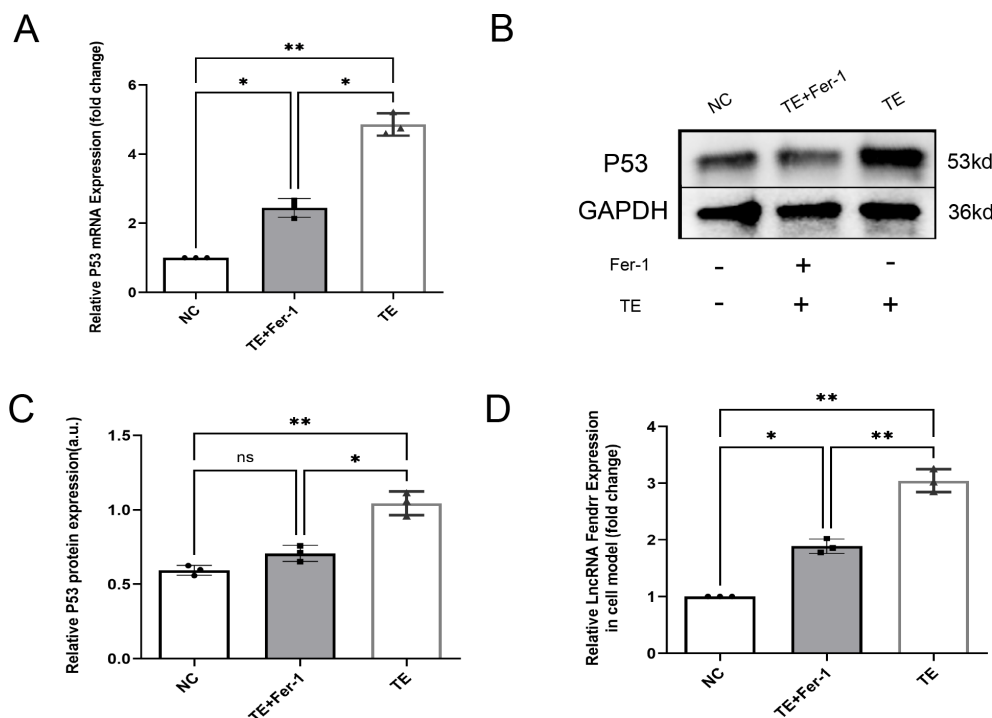 A
Relative P53 mRNA Expression (fold change)
**
*
*
6
4
2
0
NC
TE+Fer-1
TE
B
NC
TE+Fer-1
TE
P53
53kd
GAPDH
36kd
Fer-1
-
+
-
TE
-
+
+
C
Relative P53 protein expression(a.u.)
**
ns
*
1.5
1.0
0.5
0.0
NC
TE+Fer-1
TE
D
Relative LncRNA Fendrr Expression
in cell model (fold change)
**
*
**
4
3
2
1
0
NC
TE+Fer-1
TE